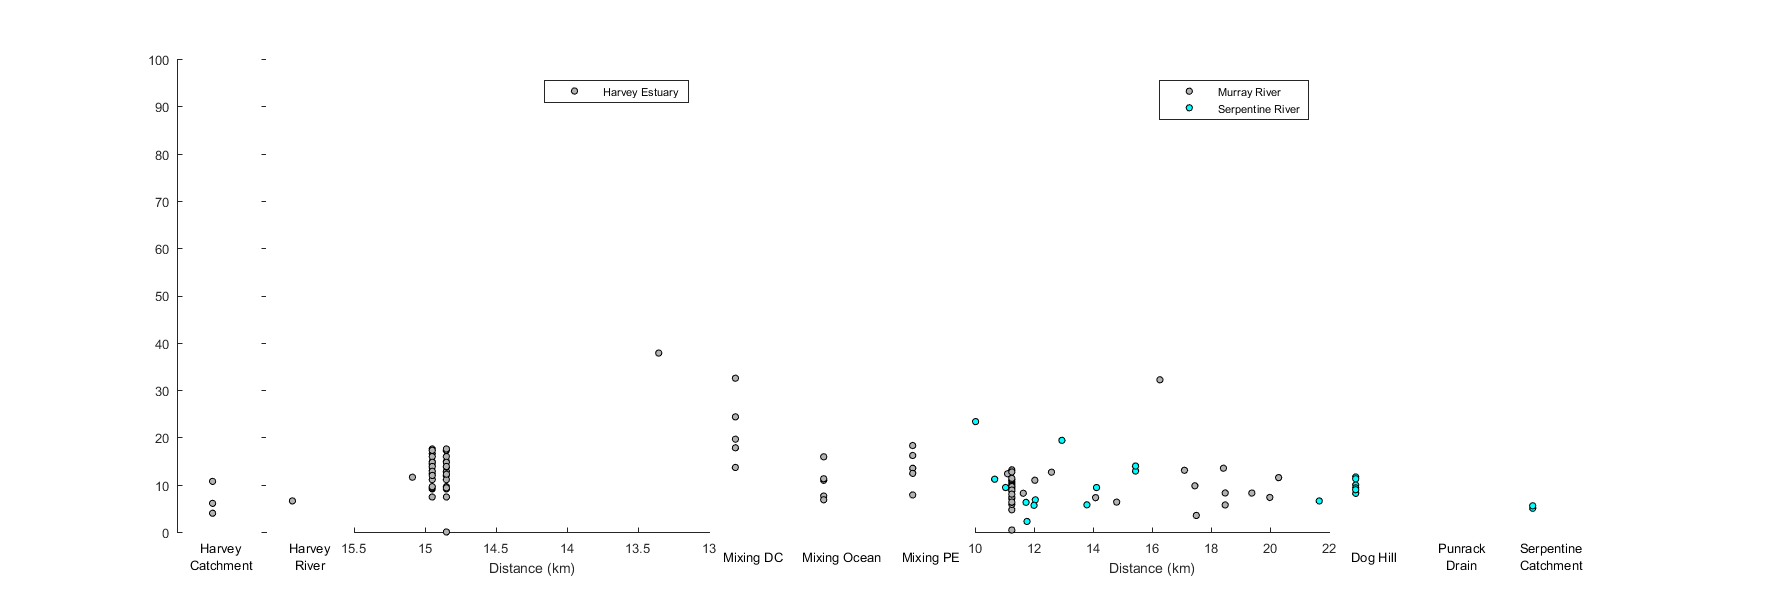 100
90
80
70
60
50
40
30
20
10
0
Harvey Estuary
Murray River
Serpentine River
Harvey
Catchment
Harvey
River
15.5 15 14.5 14 13.5 13
Distance (km)
Mixing DC
Mixing Ocean
Mixing PE
10 12 14 16 18 20 22
Distance (km)
Dog Hill
Punrack
Drain
Serpentine
Catchment